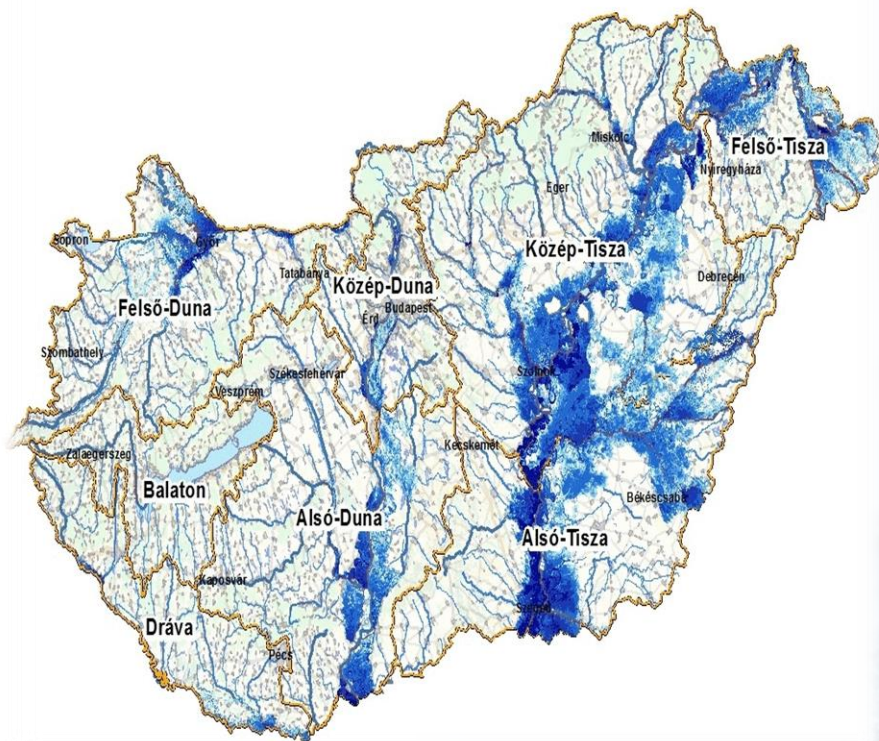 Miskolc
Felső-Tisza
Nyíregyháza
Eger
Sopron
Győr
Közép-Tisza
Debrecen
Tatabánya
Közép-Duna
Felső-Duna
Budapest
Érd
Szombathely
Székesfehérvár
Szolnok
Veszprém
Kecskemét
Zalaegerszeg
Balaton
Békéscsaba
Alsó-Duna
Alsó-Tisza
Kaposvár
Szeged
Dráva
Pécs